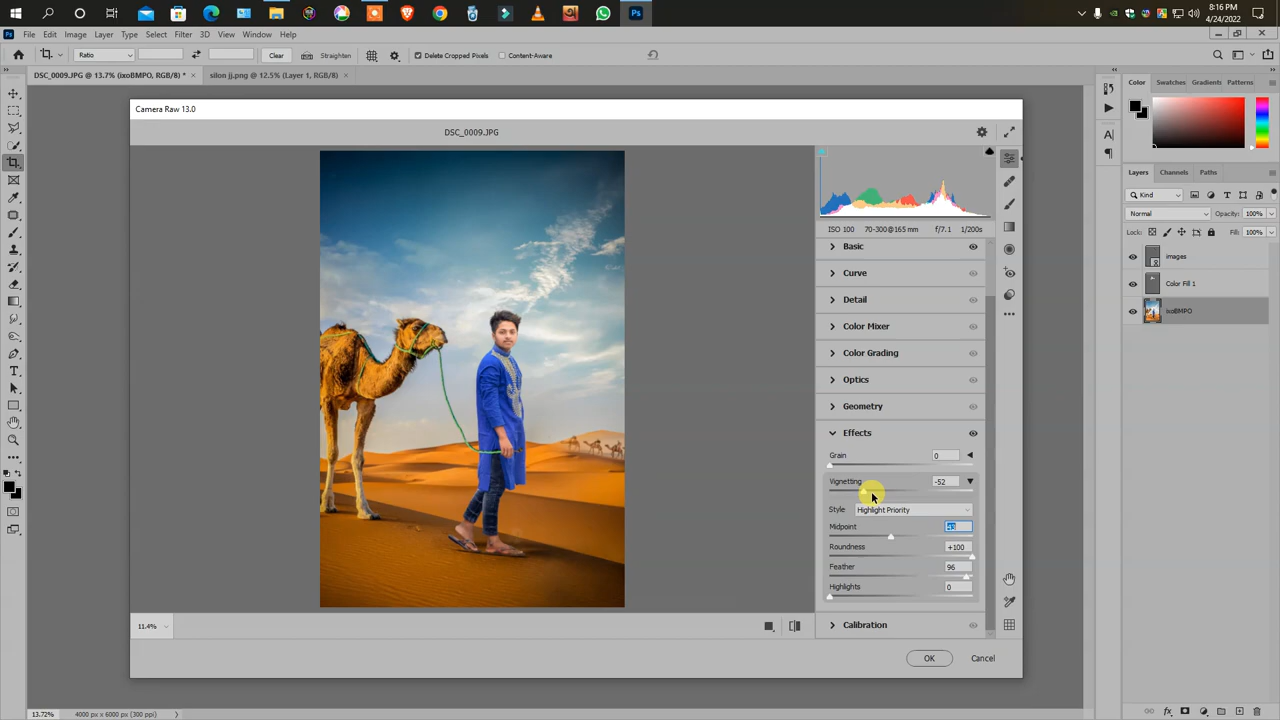 8:16 PM
4/24/2022
File Edit Image Layer Type Select Filter 3D View Window Help
Ratio Clear Straighten Delete Cropped Pixels Content-Aware
DSC_0009.JPG @ 13.7% (ixoBMPO, RGB/8) * × silon jj.png @ 12.5% (Layer 1, RGB/8) ×
Camera Raw 13.0
DSC_0009.JPG
ISO 100 70-300@165 mm f/7.1 1/200s
Basic
Curve
Detail
Color Mixer
Color Grading
Optics
Geometry
Effects
Grain 0
Vignetting -52
Style Highlight Priority
Midpoint 43
Roundness +100
Feather 96
Highlights 0
Calibration
11.4%
OK Cancel
Color Swatches Gradients Patterns
Layers Channels Paths
Kind
Normal Opacity: 100%
Lock: Fill: 100%
images
Color Fill 1
ixoBMPO
13.72% 4000 px x 6000 px (300 ppi)